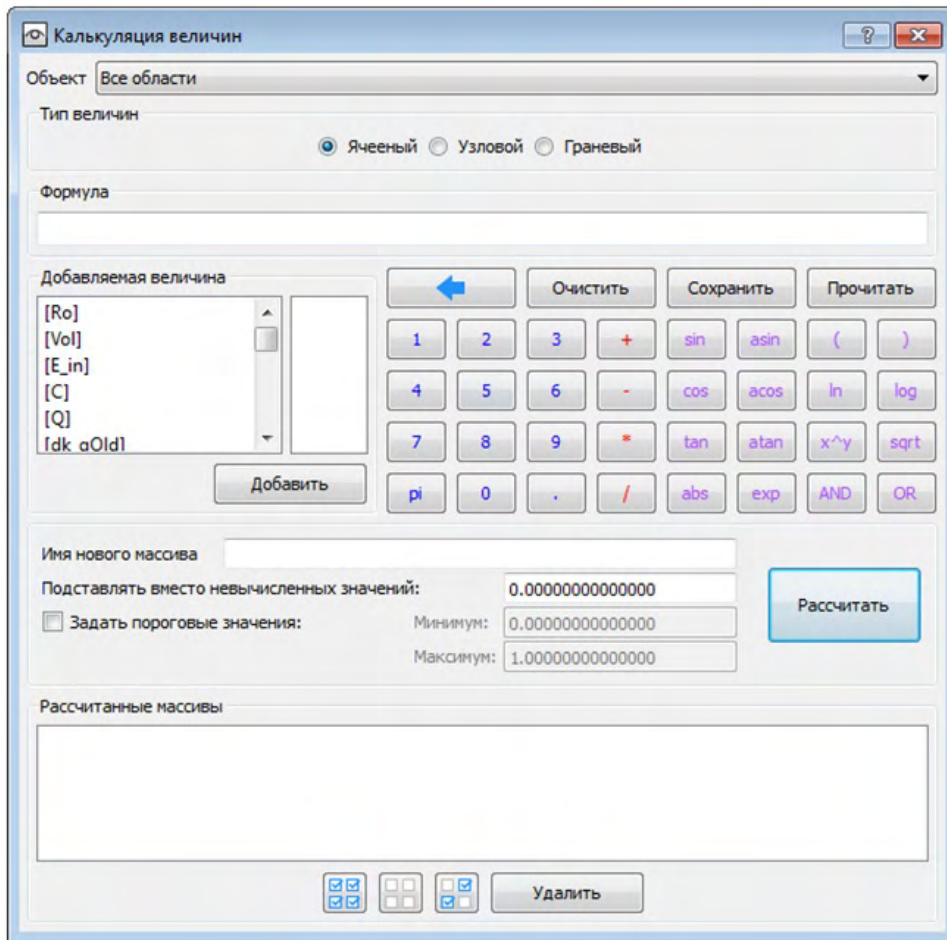 Калькуляция величин
?
Объект Все области
Тип величин
Ячееный Узловой Граневый
Формула
Добавляемая величина
[Ro]
[Vol]
[E_in]
[C]
[Q]
[dk_gOld]
Добавить
Очистить Сохранить Прочитать
1 2 3 + sin asin ( )
4 5 6 - cos acos ln log
7 8 9 * tan atan x^y sqrt
pi 0 . / abs exp AND OR
Имя нового массива
Подставлять вместо невычисленных значений: 0.00000000000000
Задать пороговые значения: Минимум: 0.00000000000000
Максимум: 1.00000000000000
Рассчитать
Рассчитанные массивы
Удалить